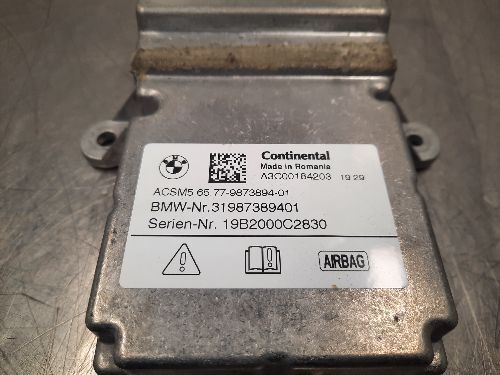 Continental
Made in Romania
A3C00184203 19 29
ACSM5 65.77-9873894-01
BMW-Nr.31987389401
Serien-Nr. 19B2000C2830
AIRBAG